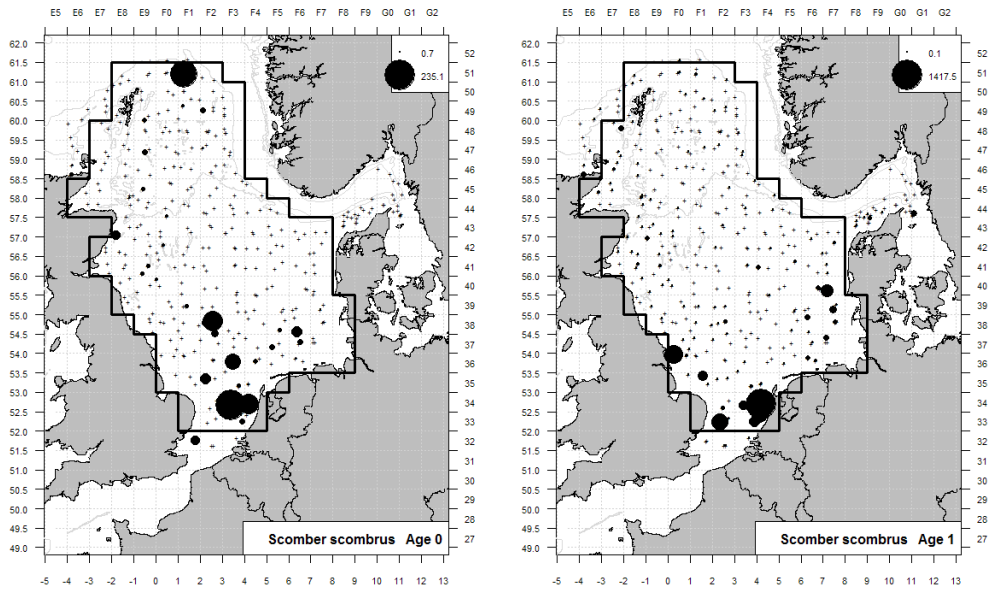 E5 E6 E7 E8 E9 F0 F1 F2 F3 F4 F5 F6 F7 F8 F9 G0 G1 G2
62.0 61.5 61.0 60.5 60.0 59.5 59.0 58.5 58.0 57.5 57.0 56.5 56.0 55.5 55.0 54.5 54.0 53.5 53.0 52.5 52.0 51.5 51.0 50.5 50.0 49.5 49.0
0.7
235.1
52 51 50 49 48 47 46 45 44 43 42 41 40 39 38 37 36 35 34 33 32 31 30 29 28 27
Scomber scombrus Age 0
-5 -4 -3 -2 -1 0 1 2 3 4 5 6 7 8 9 10 11 12 13
E5 E6 E7 E8 E9 F0 F1 F2 F3 F4 F5 F6 F7 F8 F9 G0 G1 G2
62.0 61.5 61.0 60.5 60.0 59.5 59.0 58.5 58.0 57.5 57.0 56.5 56.0 55.5 55.0 54.5 54.0 53.5 53.0 52.5 52.0 51.5 51.0 50.5 50.0 49.5 49.0
0.1
1417.5
52 51 50 49 48 47 46 45 44 43 42 41 40 39 38 37 36 35 34 33 32 31 30 29 28 27
Scomber scombrus Age 1
-5 -4 -3 -2 -1 0 1 2 3 4 5 6 7 8 9 10 11 12 13